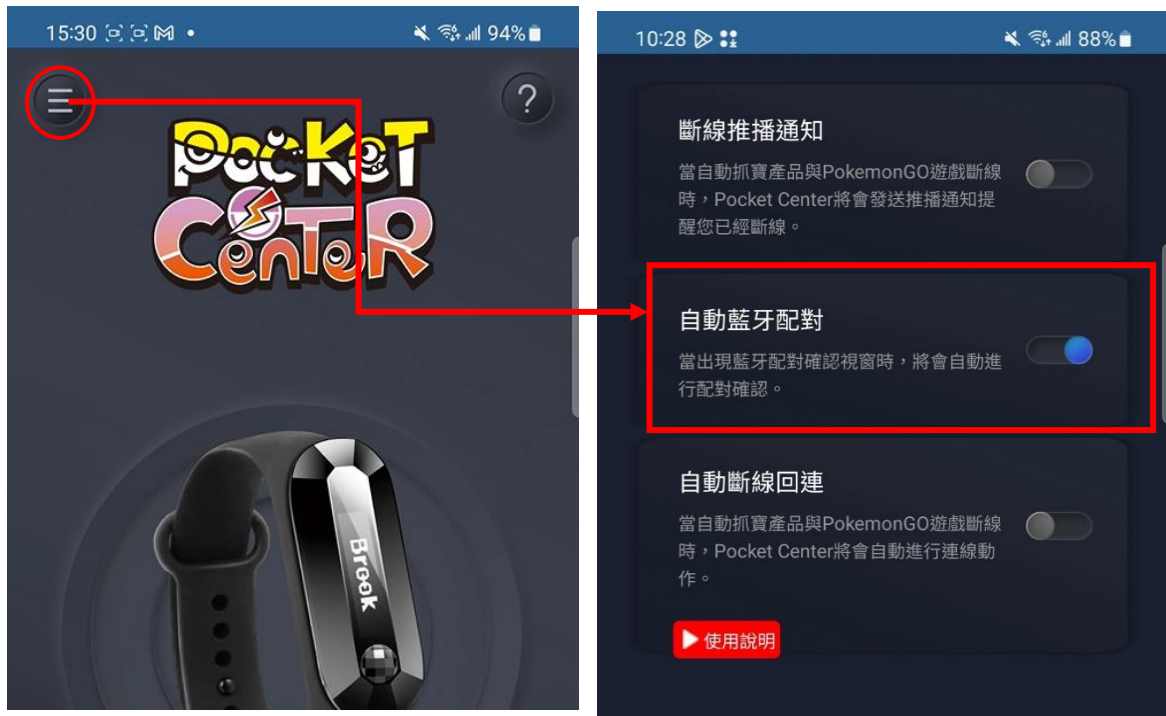 15:30
94%
?
PocKeT
CenTeR
Brook
10:28
88%
斷線推播通知
當自動抓寶產品與PokemonGO遊戲斷線
時，Pocket Center將會發送推播通知提
醒您已經斷線。
自動藍牙配對
當出現藍牙配對確認視窗時，將會自動進
行配對確認。
自動斷線回連
當自動抓寶產品與PokemonGO遊戲斷線
時，Pocket Center將會自動進行連線動
作。
使用說明